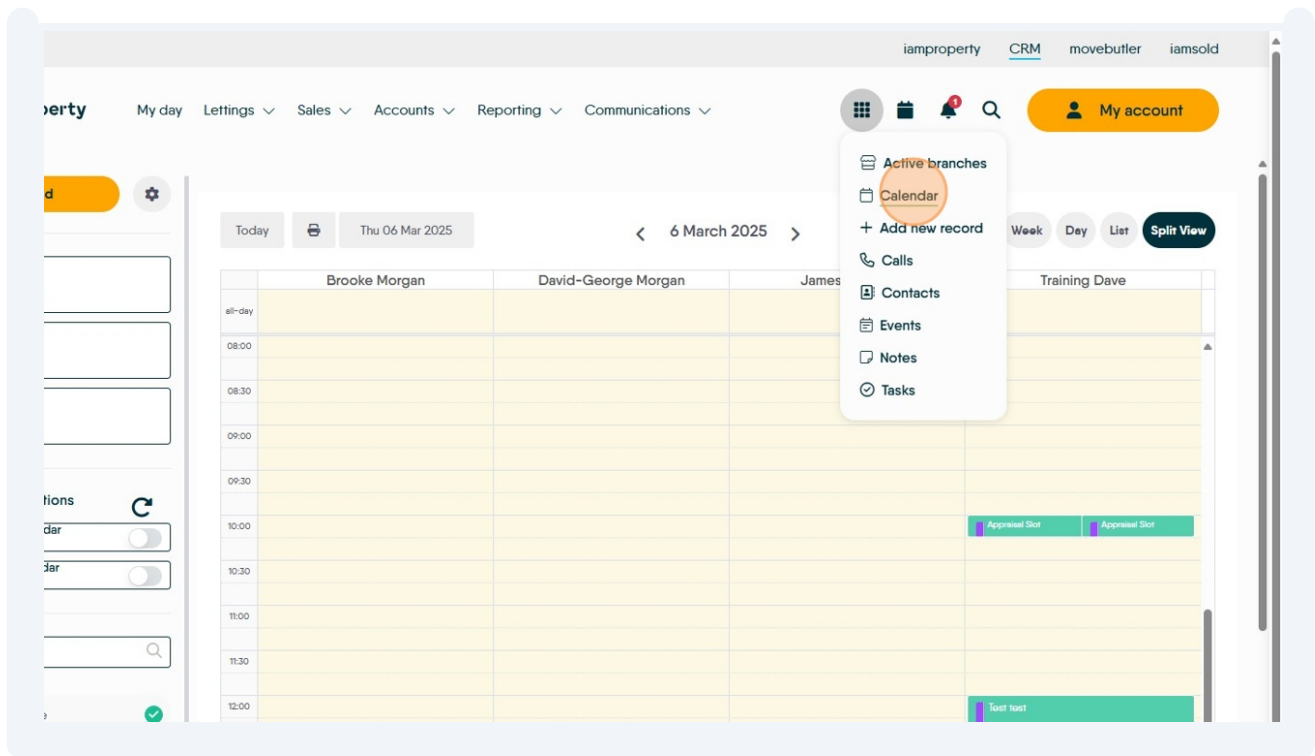 iamproperty CRM movebutler iamsold
perty My day Lettings Sales Accounts Reporting Communications 1 My account
Active branches
d Calendar
Today Thu 06 Mar 2025 6 March 2025 + Add new record Week Day List Split View
Calls
Brooke Morgan David-George Morgan James Training Dave
Contacts
all-day
Events
08:00
Notes
08:30 Tasks
09:00
09:30
tions
dar 10:00 Appraisal Slot Appraisal Slot
dar 10:30
11:00
11:30
12:00 Test test